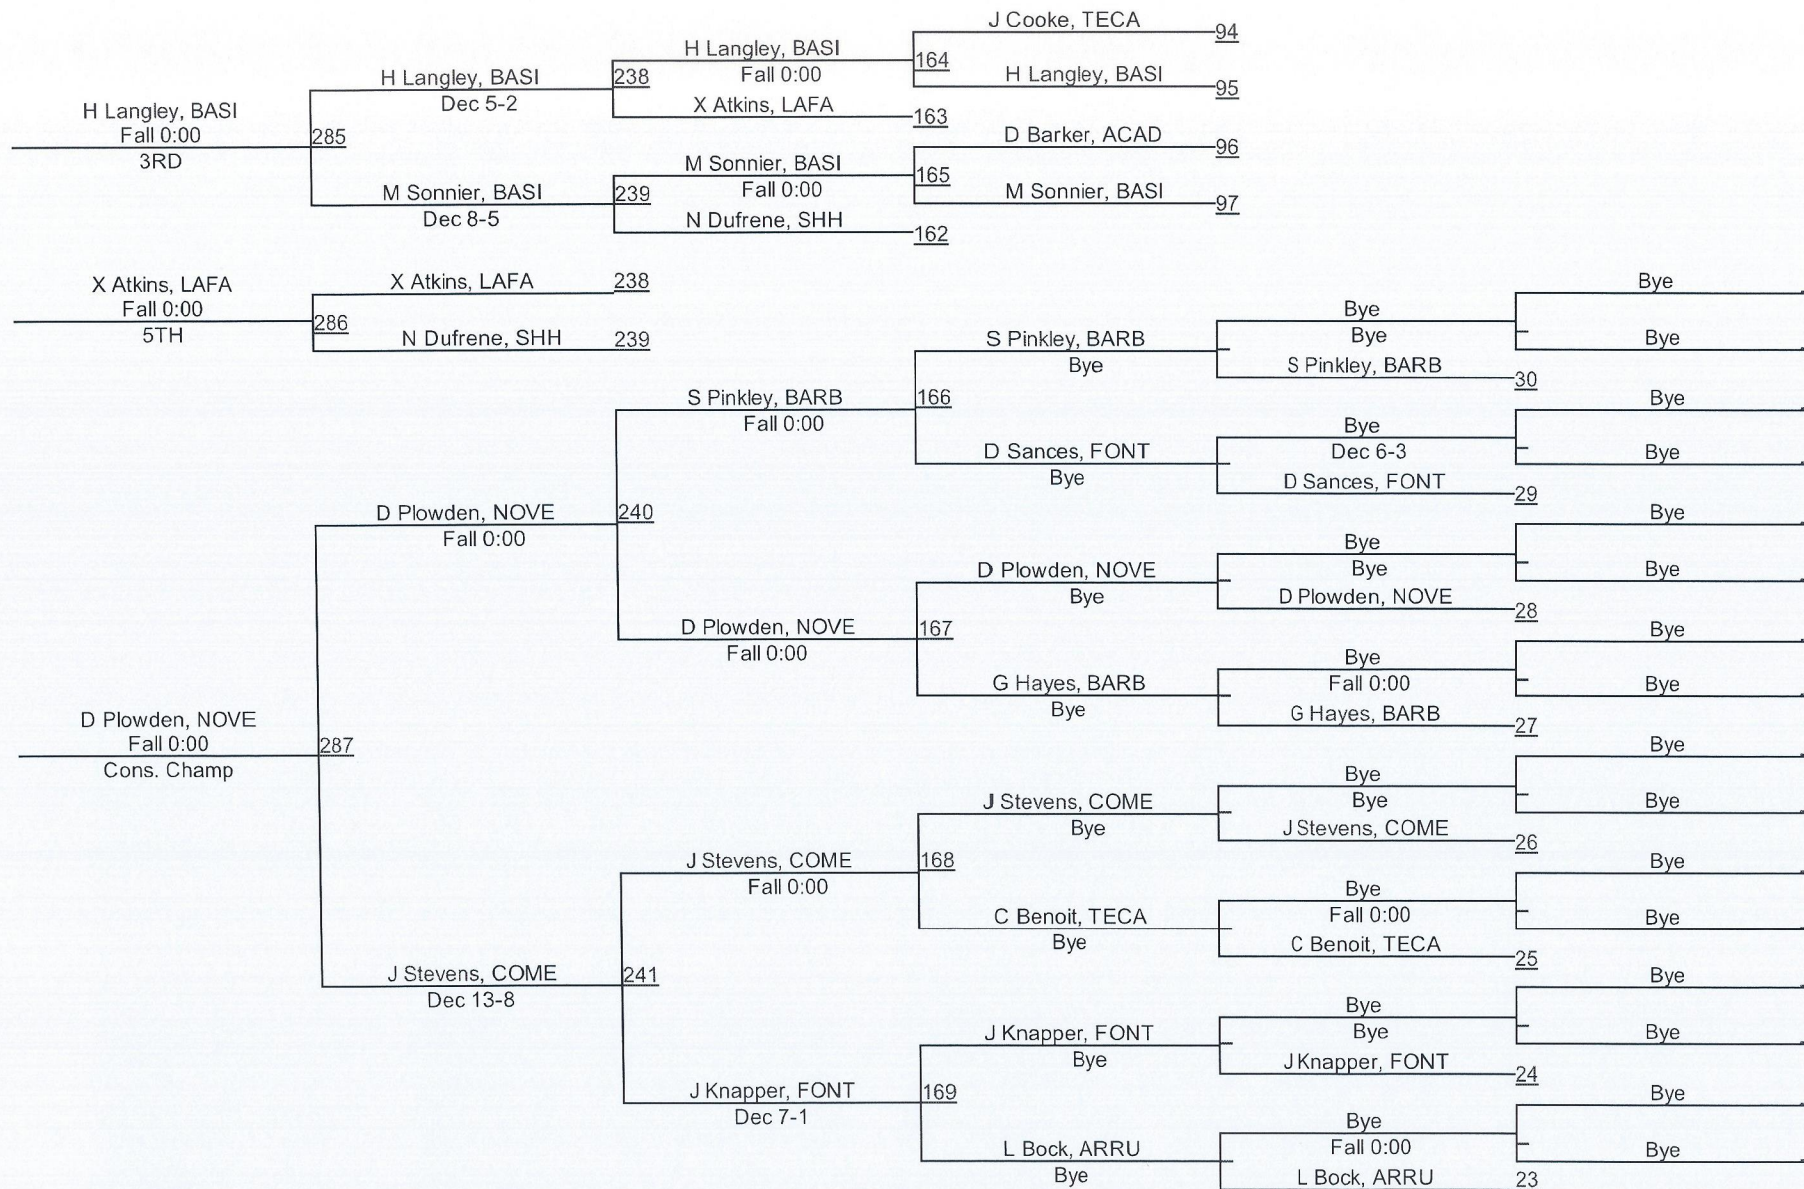 J Cooke, TECA
94
H Langley, BASI
Fall 0:00
164
H Langley, BASI
95
H Langley, BASI
Dec 5-2
238
X Atkins, LAFA
163
H Langley, BASI
Fall 0:00
3RD
285
D Barker, ACAD
96
M Sonnier, BASI
Fall 0:00
165
M Sonnier, BASI
97
M Sonnier, BASI
Dec 8-5
239
N Dufrene, SHH
162
X Atkins, LAFA
Fall 0:00
5TH
286
X Atkins, LAFA
238
N Dufrene, SHH
239
Bye
Bye
Bye
Bye
S Pinkley, BARB
Bye
S Pinkley, BARB
30
S Pinkley, BARB
Fall 0:00
166
Bye
Bye
Dec 6-3
Bye
D Sances, FONT
Bye
D Sances, FONT
29
D Plowden, NOVE
Fall 0:00
240
Bye
Bye
Bye
Bye
D Plowden, NOVE
Bye
D Plowden, NOVE
28
D Plowden, NOVE
Fall 0:00
167
Bye
Bye
Fall 0:00
Bye
G Hayes, BARB
Bye
G Hayes, BARB
27
D Plowden, NOVE
Fall 0:00
Cons. Champ
287
Bye
Bye
Bye
Bye
J Stevens, COME
Bye
J Stevens, COME
26
J Stevens, COME
Fall 0:00
168
Bye
Bye
Fall 0:00
Bye
C Benoit, TECA
Bye
C Benoit, TECA
25
J Stevens, COME
Dec 13-8
241
Bye
Bye
Bye
Bye
J Knapper, FONT
Bye
J Knapper, FONT
24
J Knapper, FONT
Dec 7-1
169
Bye
Bye
Fall 0:00
Bye
L Bock, ARRU
Bye
L Bock, ARRU
23